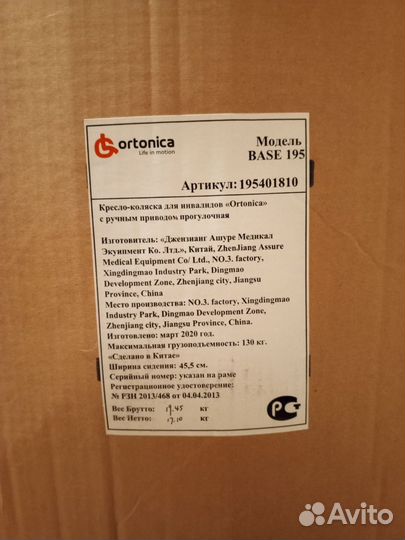 ortonica
Life in motion
Модель
BASE 195
Артикул: 195401810
Кресло-коляска для инвалидов «Ortonica»
с ручным приводом прогулочная
Изготовитель: «Дженzианг Ашуре Медикал
Экуипмент Ко. Лтд.», Китай, ZhenJiang Assure
Medical Equipment Co/ Ltd., NO.3. factory,
Xingdingmao Industry Park, Dingmao
Development Zone, Zhenjiang city, Jiangsu
Province, China
Место производства: NO.3. factory, Xingdingmao
Industry Park, Dingmao Development Zone,
Zhenjiang city, Jiangsu Province, China.
Изготовлено: март 2020 год.
Максимальная грузоподъемность: 130 кг.
«Сделано в Китае»
Ширина сидения: 45,5 см.
Серийный номер: указан на раме
Регистрационное удостоверение:
№ РЗН 2013/468 от 04.04.2013
Вес Брутто: кг
Вес Нетто: кг
Avito